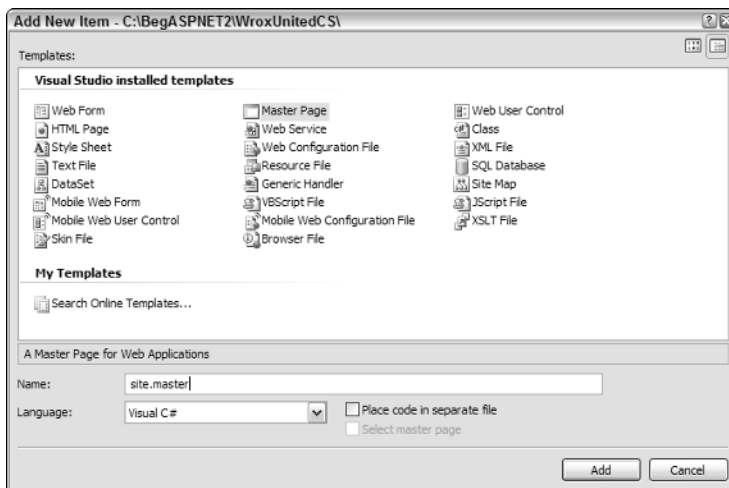 Add New Item - C:\BegASPNET2\WroxUnitedCS\
Templates:
Visual Studio installed templates
Web Form
Master Page
Web User Control
HTML Page
Web Service
Class
Style Sheet
Web Configuration File
XML File
Text File
Resource File
SQL Database
DataSet
Generic Handler
Site Map
Mobile Web Form
VBScript File
JScript File
Mobile Web User Control
Mobile Web Configuration File
XSLT File
Skin File
Browser File
My Templates
Search Online Templates...
A Master Page for Web Applications
Name:
site.master
Language:
Visual C#
Place code in separate file
Select master page
Add
Cancel